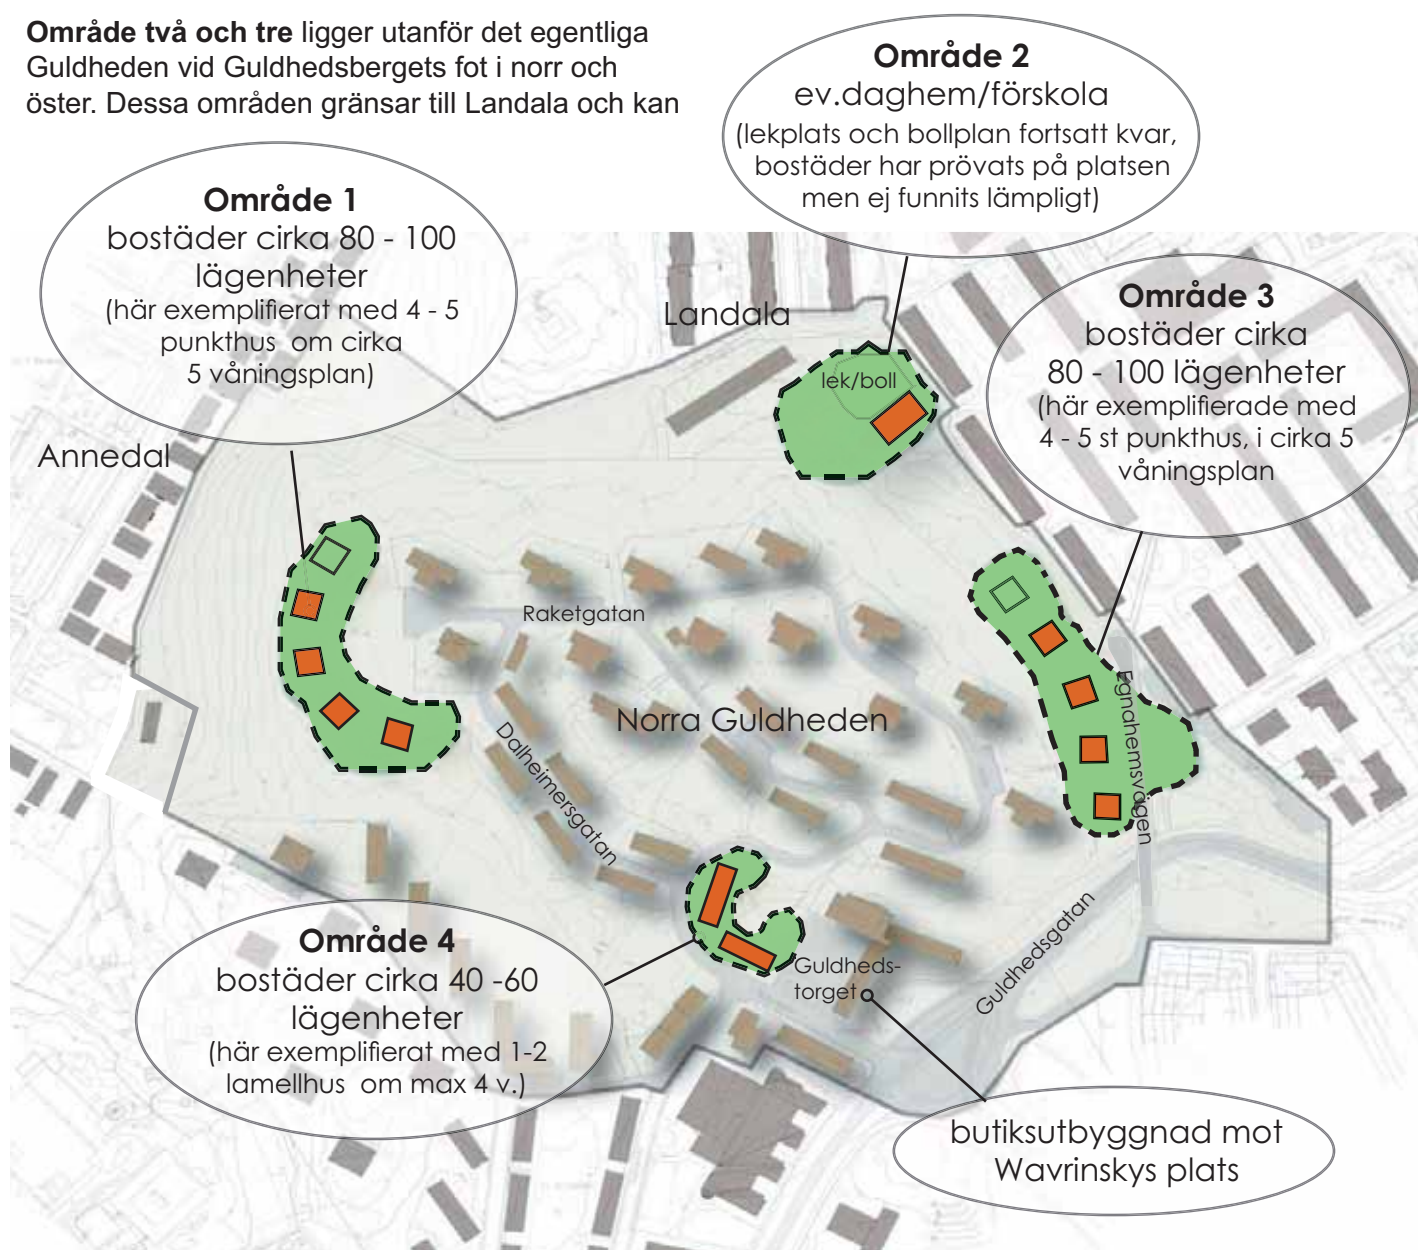 Område två och tre ligger utanför det egentliga
Guldheden vid Guldhedsbergets fot i norr och
öster. Dessa områden gränsar till Landala och kan
Område 2
ev.daghem/förskola
(lekplats och bollplan fortsatt kvar,
bostäder har prövats på platsen
men ej funnits lämpligt)
Område 1
bostäder cirka 80 - 100
lägenheter
(här exemplifierat med 4 - 5
punkthus om cirka
5 våningsplan)
Område 3
bostäder cirka
80 - 100 lägenheter
(här exemplifierade med
4 - 5 st punkthus, i cirka 5
våningsplan
Landala
lek/boll
Annedal
Raketgatan
Norra Guldheden
Dalheimersgatan
Egnahemsvägen
Guldhedsgatan
Guldheds-
torget
Område 4
bostäder cirka 40 -60
lägenheter
(här exemplifierat med 1-2
lamellhus om max 4 v.)
butiksutbyggnad mot
Wavrinskys plats